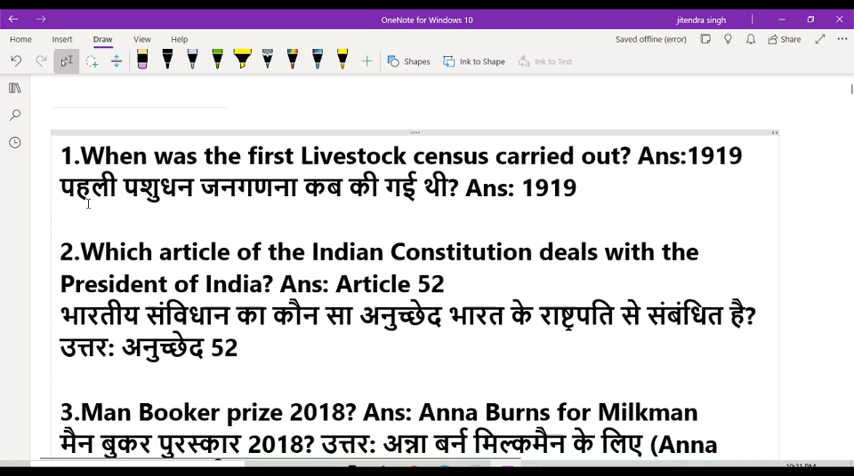 OneNote for Windows 10
jitendra singh
Home Insert Draw View Help
Saved offline (error)
Share
Shapes
Ink to Shape
Ink to Text
1.When was the first Livestock census carried out? Ans:1919
पहली पशुधन जनगणना कब की गई थी? Ans: 1919
2.Which article of the Indian Constitution deals with the
President of India? Ans: Article 52
भारतीय संविधान का कौन सा अनुच्छेद भारत के राष्ट्रपति से संबंधित है?
उत्तर: अनुच्छेद 52
3.Man Booker prize 2018? Ans: Anna Burns for Milkman
मैन बुकर पुरस्कार 2018? उत्तर: अन्ना बर्न मिल्कमैन के लिए (Anna